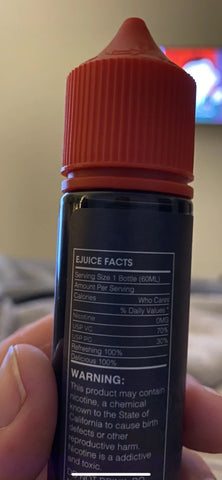 EJUICE FACTS
Serving Size 1 Bottle (60ML)
Amount Per Serving
Calories Who Cares
% Daily Values *
Nicotine 0MG
USP VG 70%
USP PG 30%
Refreshing 100%
Delicious 100%
WARNING:
This product may contain
nicotine, a chemical
known to the State of
California to cause birth
defects or other
reproductive harm.
Nicotine is a addictive
and toxic.